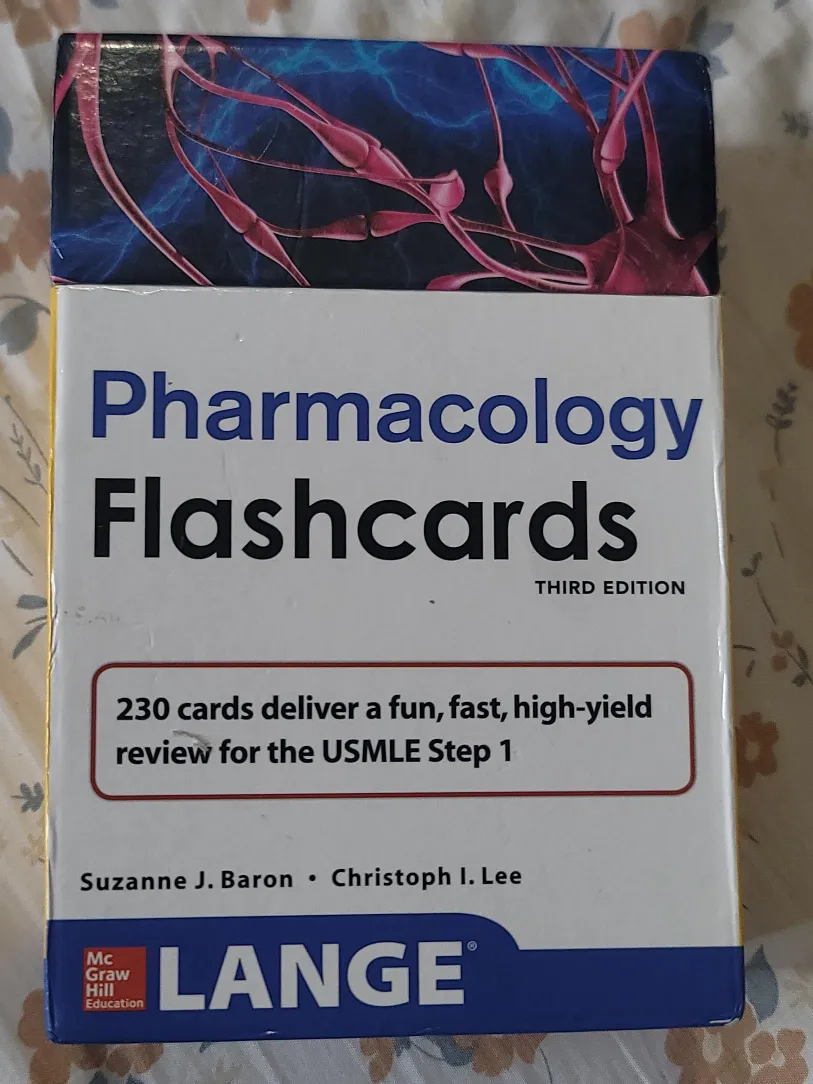 Pharmacology
Flashcards
THIRD EDITION
230 cards deliver a fun, fast, high-yield
review for the USMLE Step 1
Suzanne J. Baron • Christoph I. Lee
Mc
Graw
Hill
Education
LANGE®